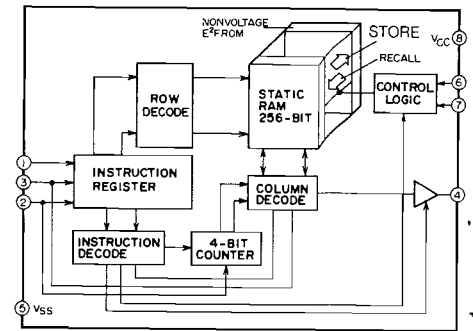 NONVOLTAGE
E²FROM
STORE
VCC
8
RECALL
ROW
DECODE
STATIC
RAM
256-BIT
CONTROL
LOGIC
6
7
1
3
2
INSTRUCTION
REGISTER
COLUMN
DECODE
4
INSTRUCTION
DECODE
4-BIT
COUNTER
5
VSS